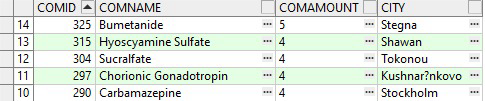 COMID COMNAME COMAMOUNT CITY
14 325 Bumetanide ... 5 ... Stegna ...
13 315 Hyoscyamine Sulfate ... 4 ... Shawan ...
12 304 Sucralfate ... 4 ... Tokonou ...
11 297 Chorionic Gonadotropin ... 4 ... Kushnar?nkovo ...
10 290 Carbamazepine ... 4 ... Stockholm ...